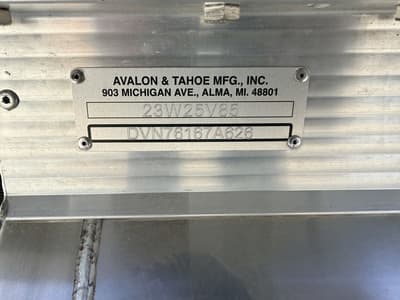 AVALON & TAHOE MFG., INC.
903 MICHIGAN AVE., ALMA, MI. 48801
23W25V85
DVN76167A626